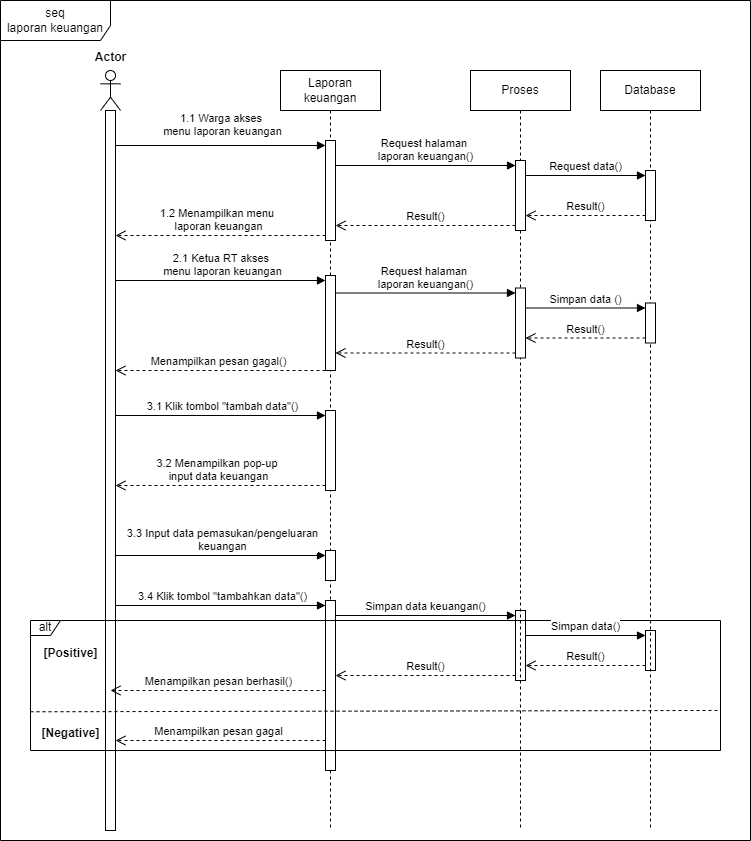 seq
laporan keuangan
Actor
Laporan
keuangan
Proses
Database
1.1 Warga akses
menu laporan keuangan
Request halaman
laporan keuangan()
Request data()
Result()
Result()
1.2 Menampilkan menu
laporan keuangan
2.1 Ketua RT akses
menu laporan keuangan
Request halaman
laporan keuangan()
Simpan data ()
Result()
Result()
Menampilkan pesan gagal()
3.1 Klik tombol "tambah data"()
3.2 Menampilkan pop-up
input data keuangan
3.3 Input data pemasukan/pengeluaran
keuangan
3.4 Klik tombol "tambahkan data"()
Simpan data keuangan()
alt
Simpan data()
[Positive]
Result()
Result()
Menampilkan pesan berhasil()
[Negative]
Menampilkan pesan gagal